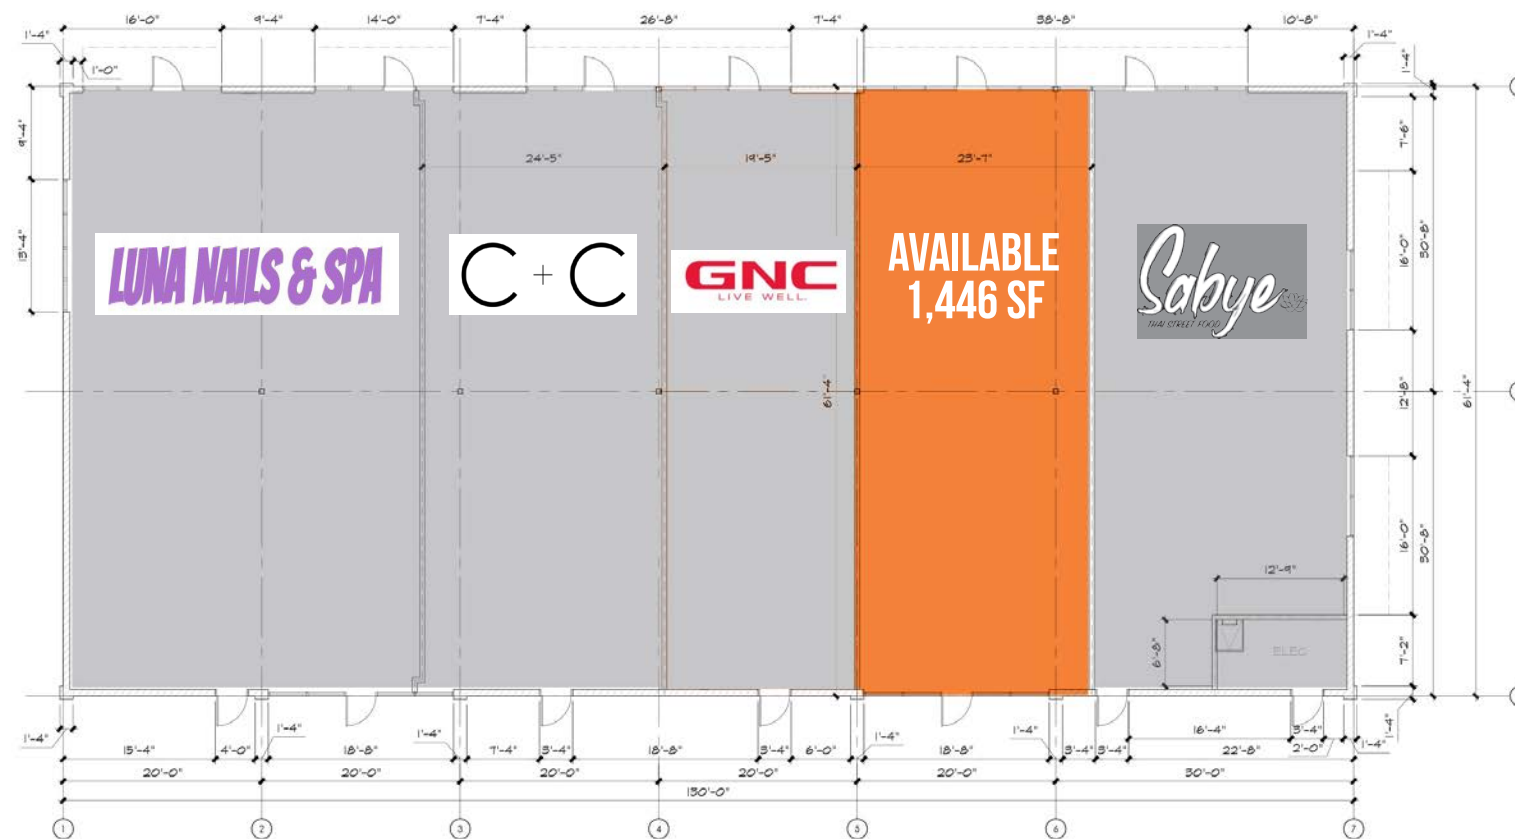 16'-0" 9'-4" 14'-0" 7'-4" 26'-8" 7'-4" 38'-8" 10'-8"
1'-4" 1'-4"
1'-0" 1'-4"
9'-4" 7'-6"
24'-5" 19'-5" 23'-7"
13'-4" 16'-0" 30'-8"
LUNA NAILS & SPA
C + C
GNC
LIVE WELL.
AVAILABLE
1,446 SF
Sabye
THAI STREET FOOD
61'-4" 12'-8" 61'-4"
16'-0" 30'-8"
12'-9"
6'-8" ELEC 7'-2"
1'-4" 1'-4" 1'-4" 1'-4" 1'-4" 1'-4" 1'-4"
15'-4" 4'-0" 18'-8" 7'-4" 3'-4" 18'-8" 3'-4" 6'-0" 18'-8" 3'-4" 3'-4" 16'-4" 3'-4"
22'-8" 2'-0"
20'-0" 20'-0" 20'-0" 20'-0" 20'-0" 30'-0"
130'-0"
1 2 3 4 5 6 7